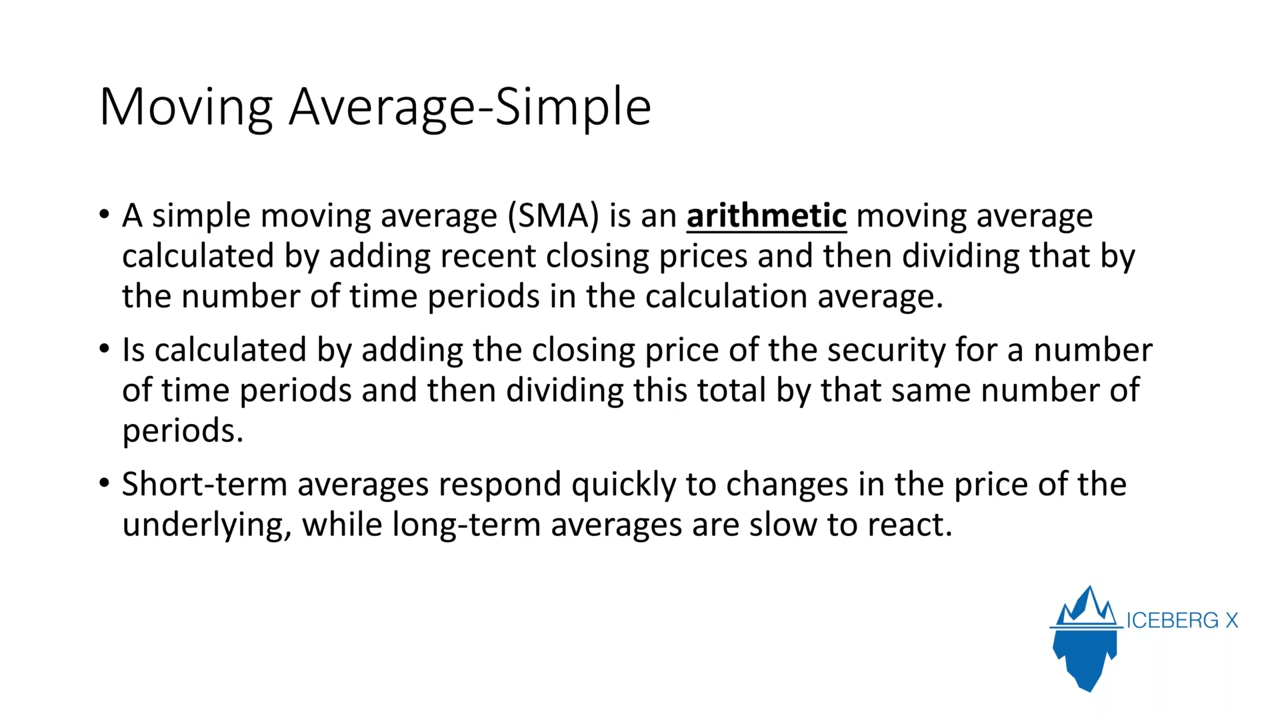 Moving Average-Simple
• A simple moving average (SMA) is an arithmetic moving average
calculated by adding recent closing prices and then dividing that by
the number of time periods in the calculation average.
• Is calculated by adding the closing price of the security for a number
of time periods and then dividing this total by that same number of
periods.
• Short-term averages respond quickly to changes in the price of the
underlying, while long-term averages are slow to react.
ICEBERG X